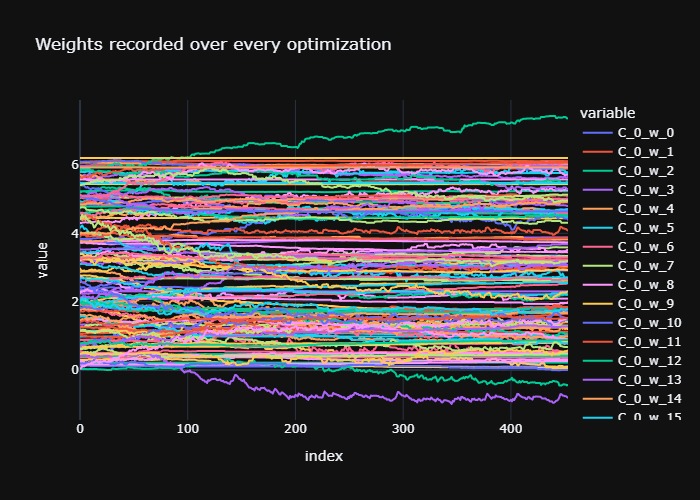 Weights recorded over every optimization
variable
C_0_w_0
C_0_w_1
C_0_w_2
C_0_w_3
C_0_w_4
C_0_w_5
C_0_w_6
C_0_w_7
C_0_w_8
C_0_w_9
C_0_w_10
C_0_w_11
C_0_w_12
C_0_w_13
C_0_w_14
C_0_w_15
value
6
4
2
0
0 100 200 300 400
index